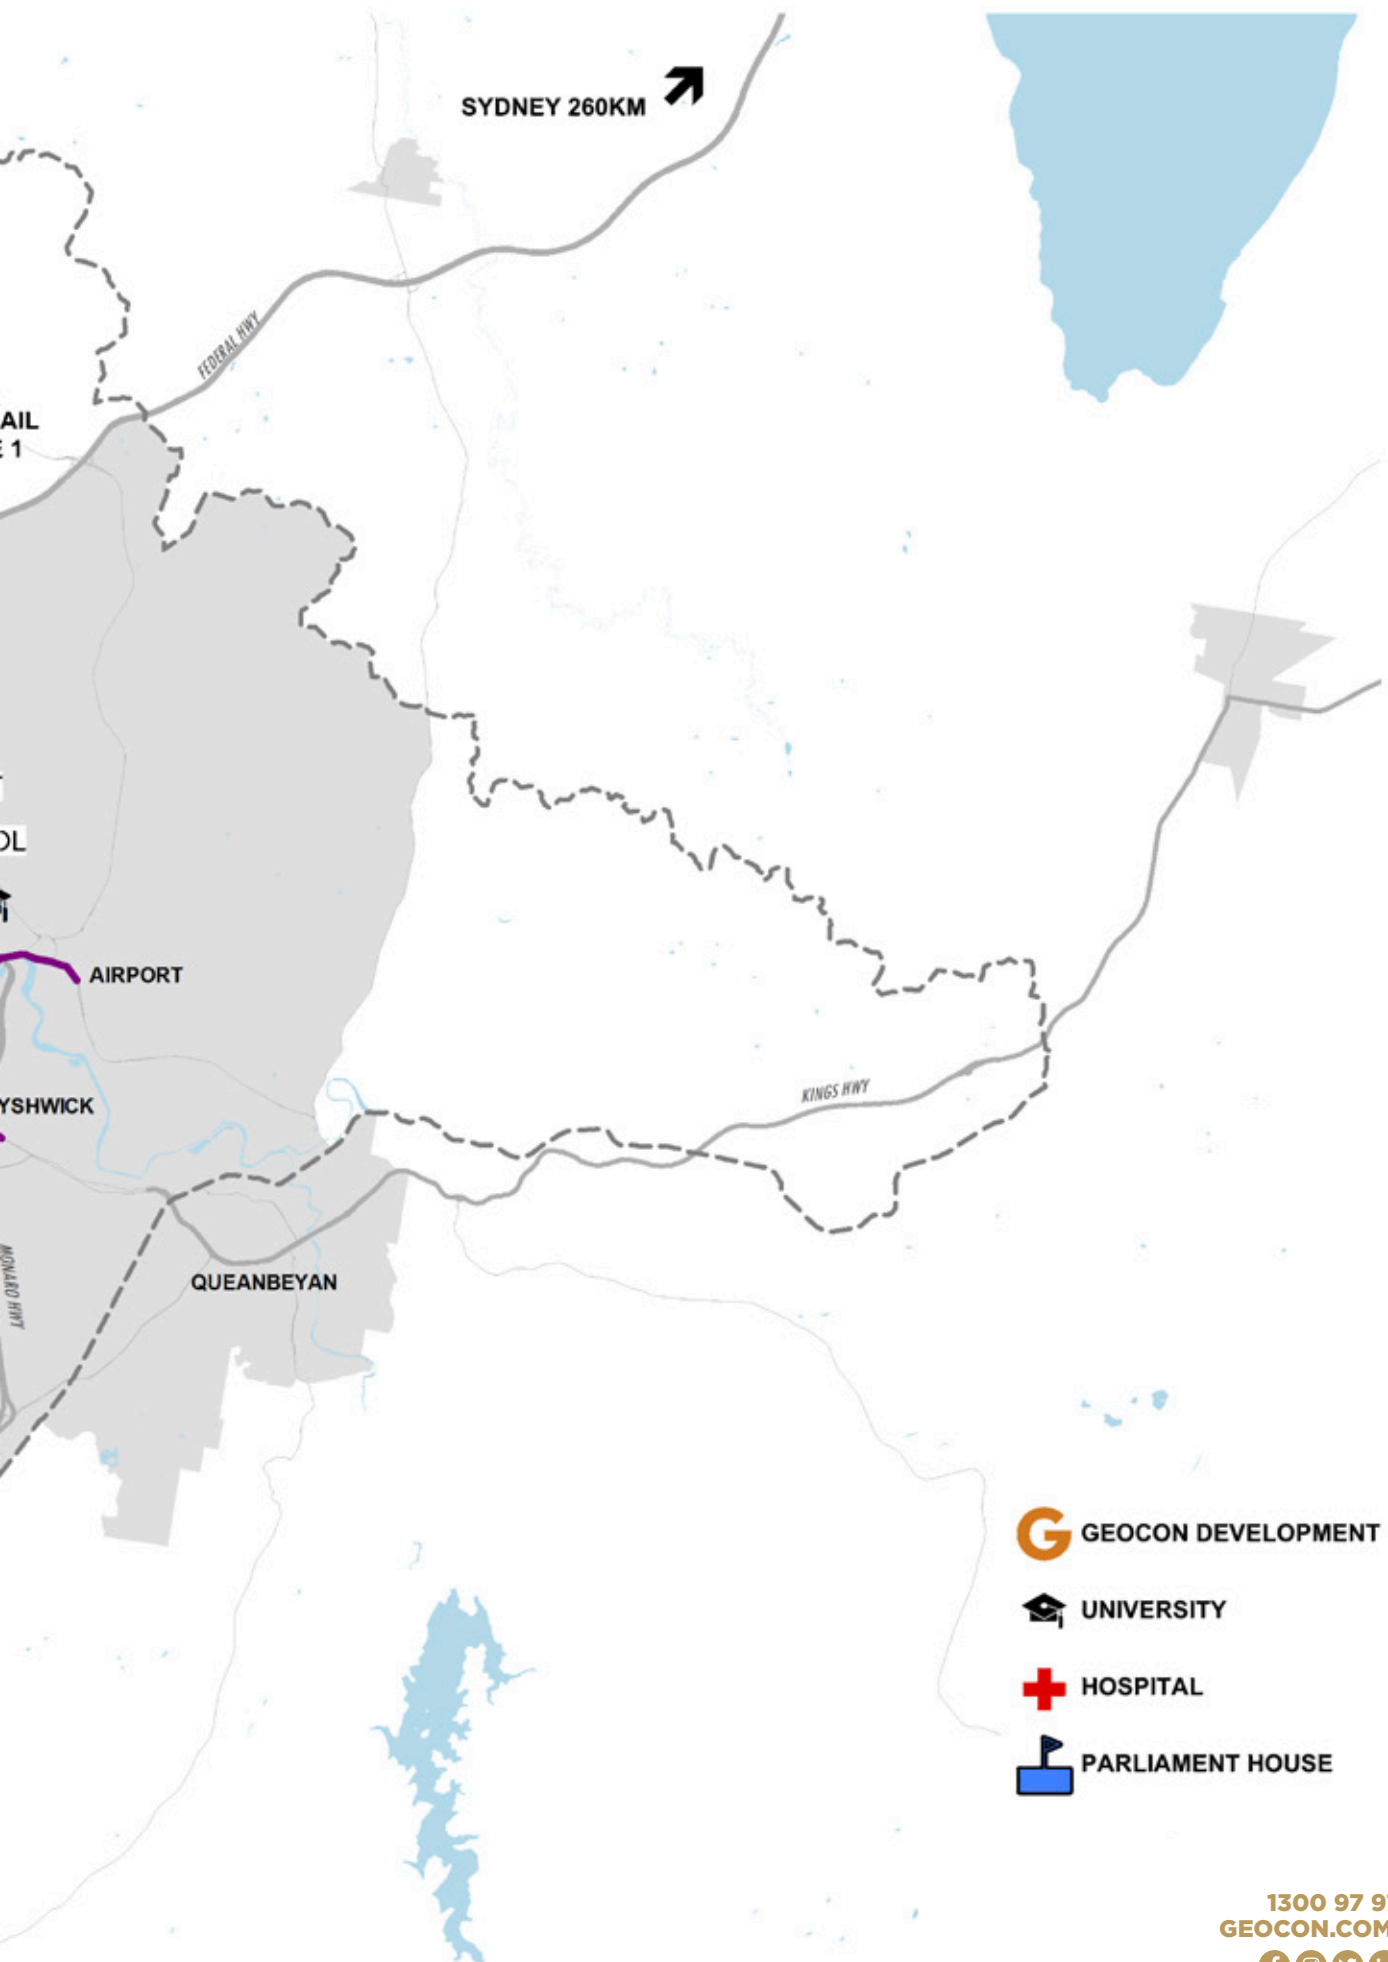 SYDNEY 260KM
FEDERAL HWY
AIL
E 1
OL
AIRPORT
YSHWICK
KINGS HWY
MONARO HWY
QUEANBEYAN
GEOCON DEVELOPMENT
UNIVERSITY
HOSPITAL
PARLIAMENT HOUSE
1300 97 9
GEOCON.COM